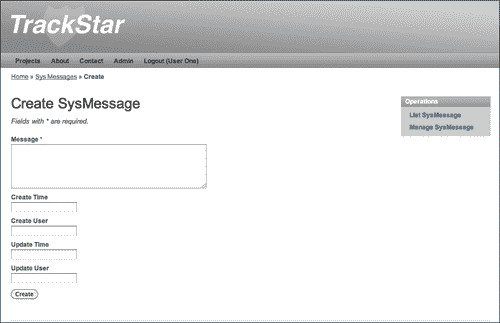 TrackStar
Projects About Contact Admin Logout (User One)
Home » Sys Messages » Create
Create SysMessage
Fields with * are required.
Message *
Create Time
Create User
Update Time
Update User
Create
Operations
List SysMessage
Manage SysMessage